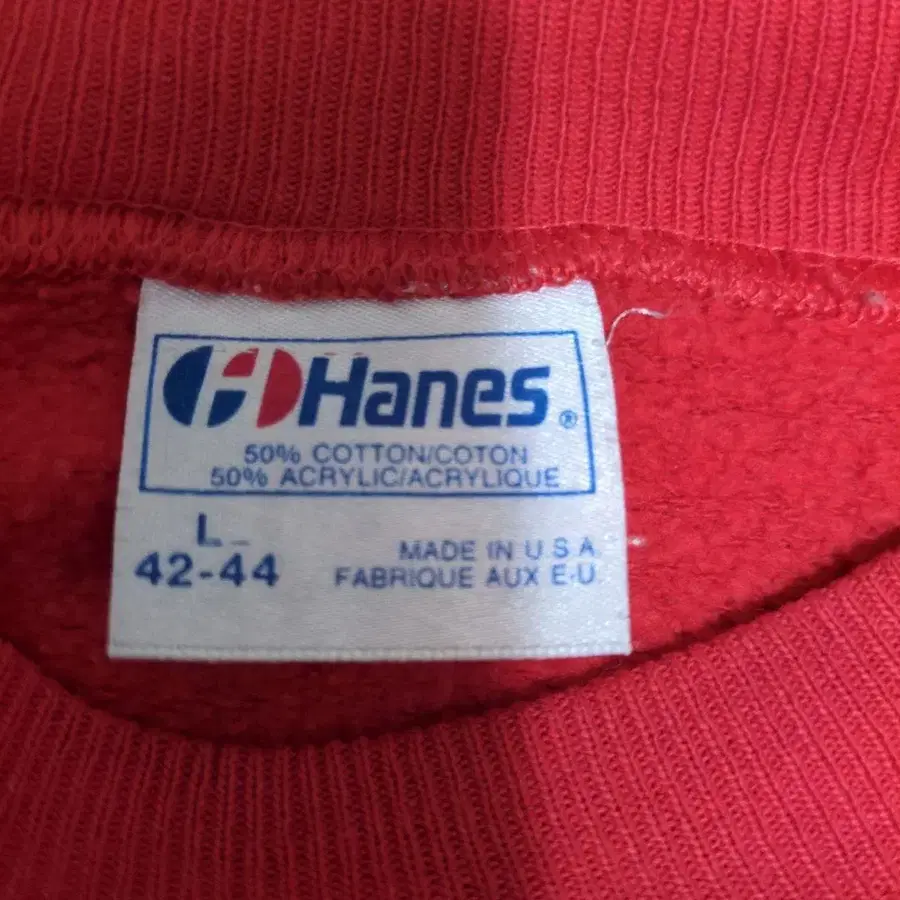 Hanes®
50% COTTON/COTON
50% ACRYLIC/ACRYLIQUE
L
42-44
MADE IN U.S.A.
FABRIQUE AUX E-U